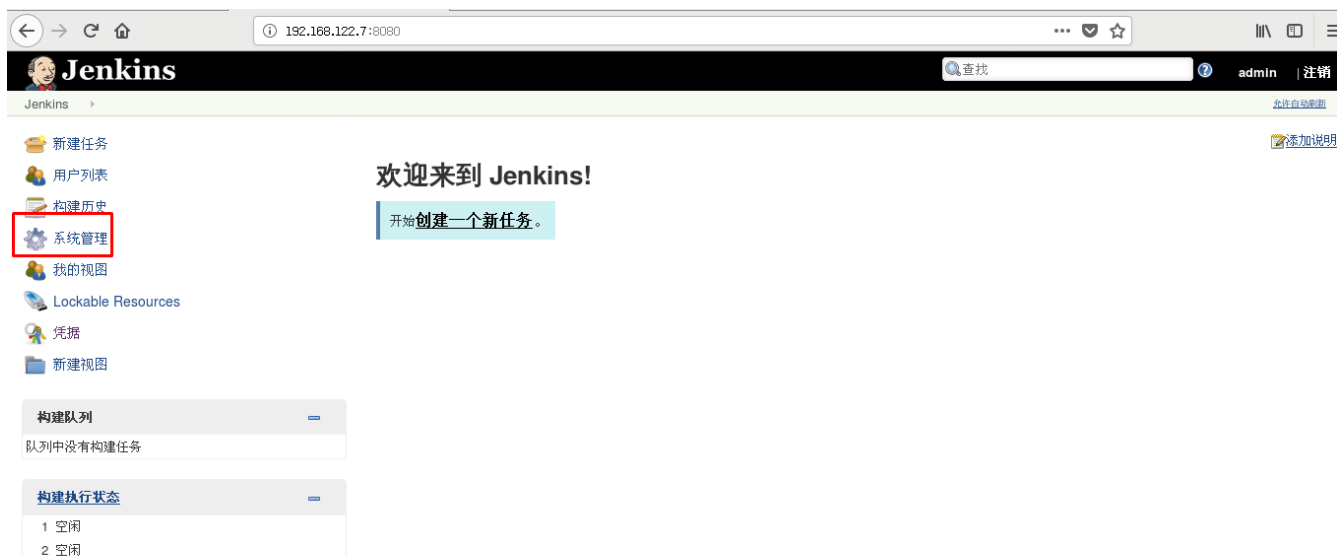 192.168.122.7:8080
Jenkins
查找
admin | 注销
Jenkins
允许自动刷新
新建任务
添加说明
用户列表
构建历史
系统管理
我的视图
Lockable Resources
凭据
新建视图
欢迎来到 Jenkins!
开始创建一个新任务。
构建队列
队列中没有构建任务
构建执行状态
1 空闲
2 空闲